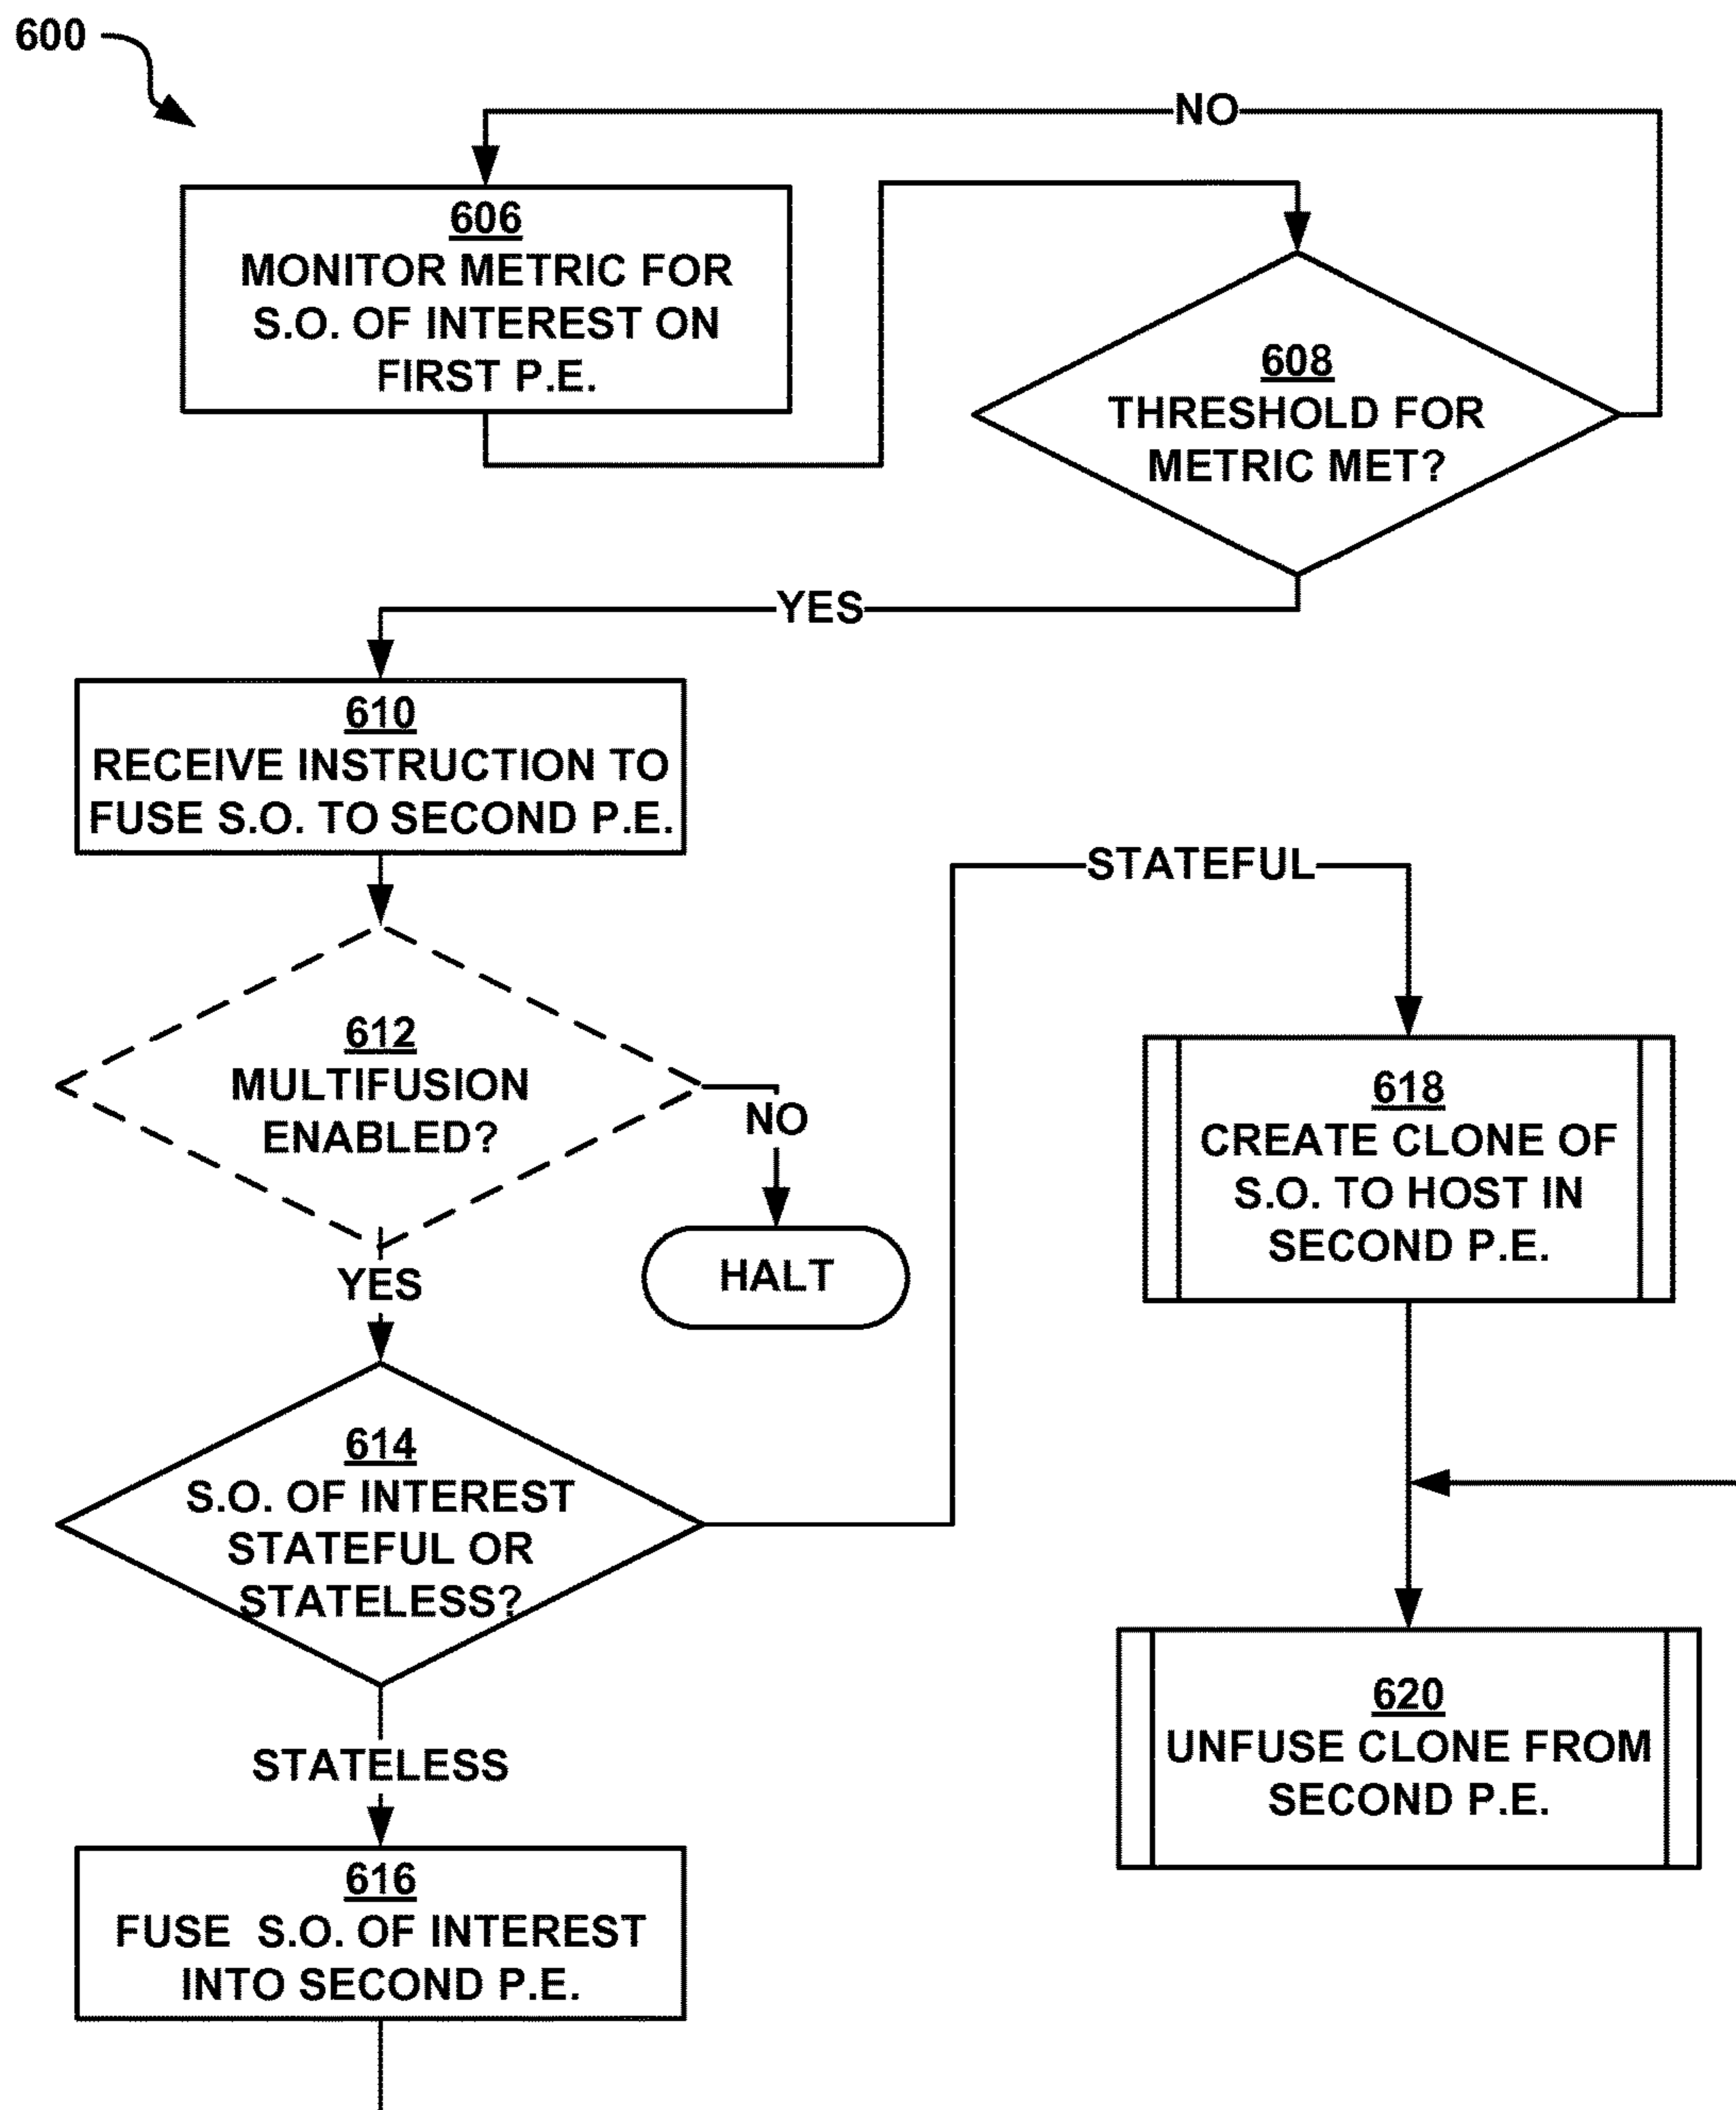 600
NO
606
MONITOR METRIC FOR
S.O. OF INTEREST ON
FIRST P.E.
608
THRESHOLD FOR
METRIC MET?
YES
610
RECEIVE INSTRUCTION TO
FUSE S.O. TO SECOND P.E.
612
MULTIFUSION
ENABLED?
NO
HALT
YES
614
S.O. OF INTEREST
STATEFUL OR
STATELESS?
STATEFUL
618
CREATE CLONE OF
S.O. TO HOST IN
SECOND P.E.
620
UNFUSE CLONE FROM
SECOND P.E.
STATELESS
616
FUSE S.O. OF INTEREST
INTO SECOND P.E.